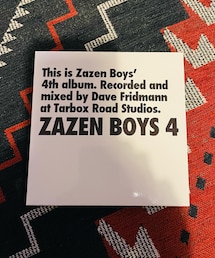 This is Zazen Boys'
4th album. Recorded and
mixed by Dave Fridmann
at Tarbox Road Studios.
ZAZEN BOYS 4